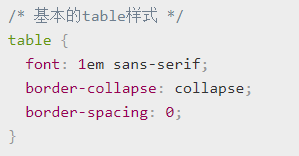 /* 基本的table样式 */
table {
  font: 1em sans-serif;
  border-collapse: collapse;
  border-spacing: 0;
}